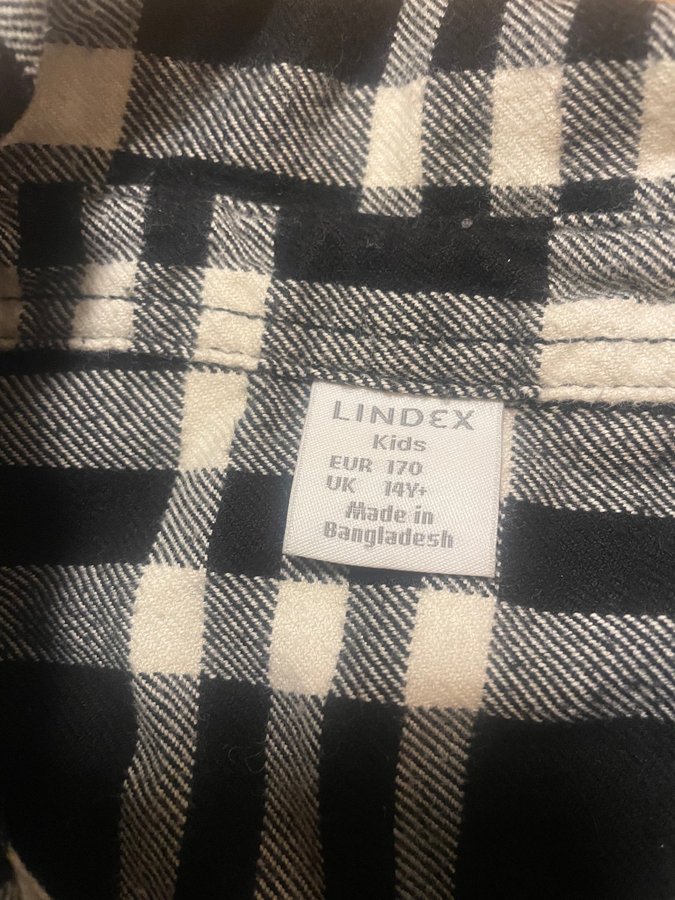 LINDEX
Kids
EUR 170
UK 14Y+
Made in
Bangladesh